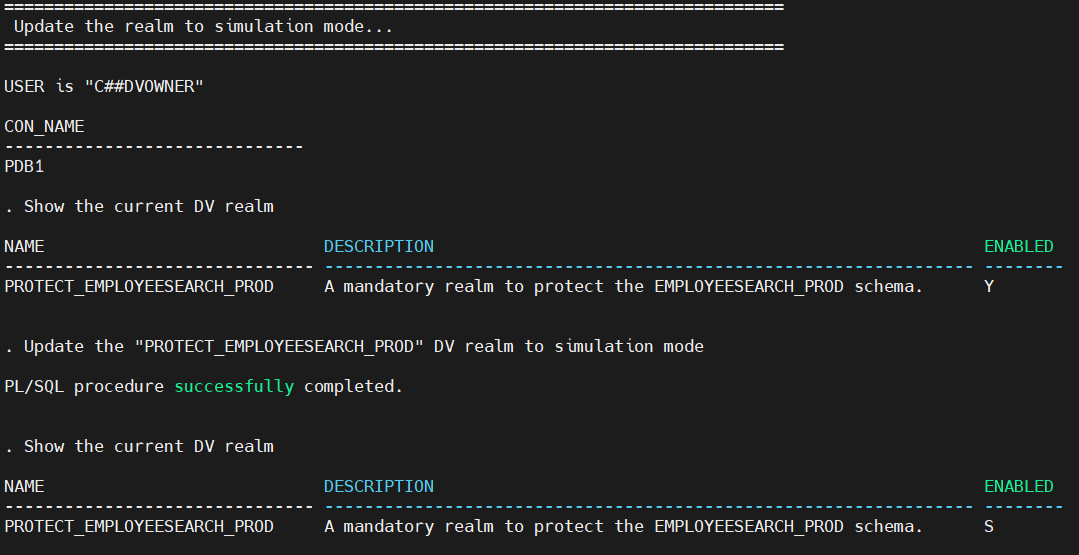 ==============================================================================
 Update the realm to simulation mode...
==============================================================================
USER is "C##DVOWNER"
CON_NAME
------------------------------
PDB1
. Show the current DV realm
NAME                            DESCRIPTION                                                       ENABLED
------------------------------- ----------------------------------------------------------------- --------
PROTECT_EMPLOYEESEARCH_PROD     A mandatory realm to protect the EMPLOYEESEARCH_PROD schema.      Y
. Update the "PROTECT_EMPLOYEESEARCH_PROD" DV realm to simulation mode
PL/SQL procedure successfully completed.
. Show the current DV realm
NAME                            DESCRIPTION                                                       ENABLED
------------------------------- ----------------------------------------------------------------- --------
PROTECT_EMPLOYEESEARCH_PROD     A mandatory realm to protect the EMPLOYEESEARCH_PROD schema.      S